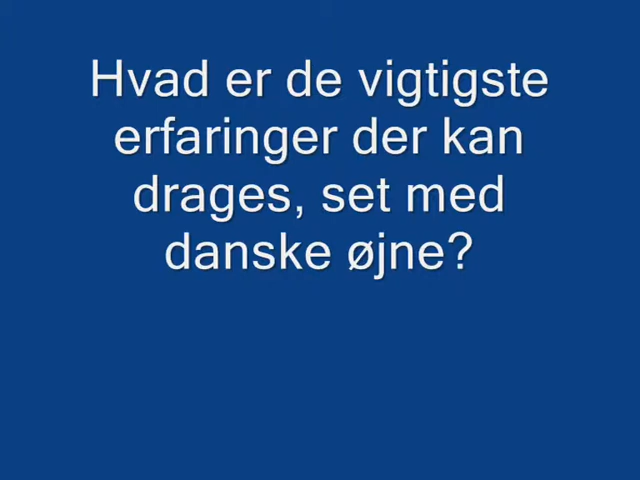 Hvad er de vigtigste
erfaringer der kan
drages, set med
danske øjne?